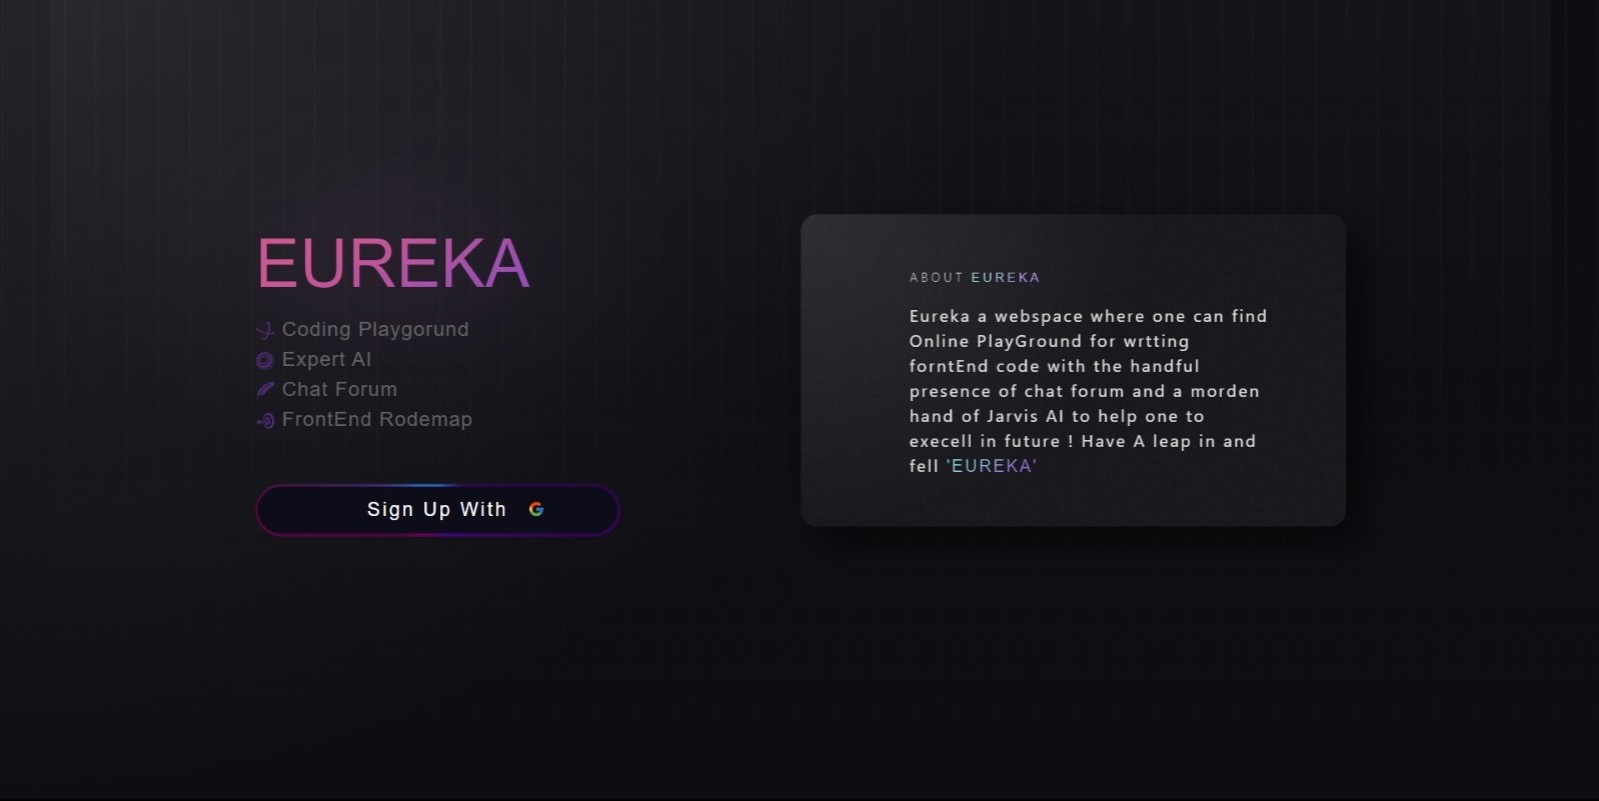 EUREKA
Coding Playgorund
Expert AI
Chat Forum
FrontEnd Rodemap
Sign Up With
ABOUT EUREKA
Eureka a webspace where one can find
Online PlayGround for wrtting
forntEnd code with the handful
presence of chat forum and a morden
hand of Jarvis AI to help one to
execell in future ! Have A leap in and
fell 'EUREKA'